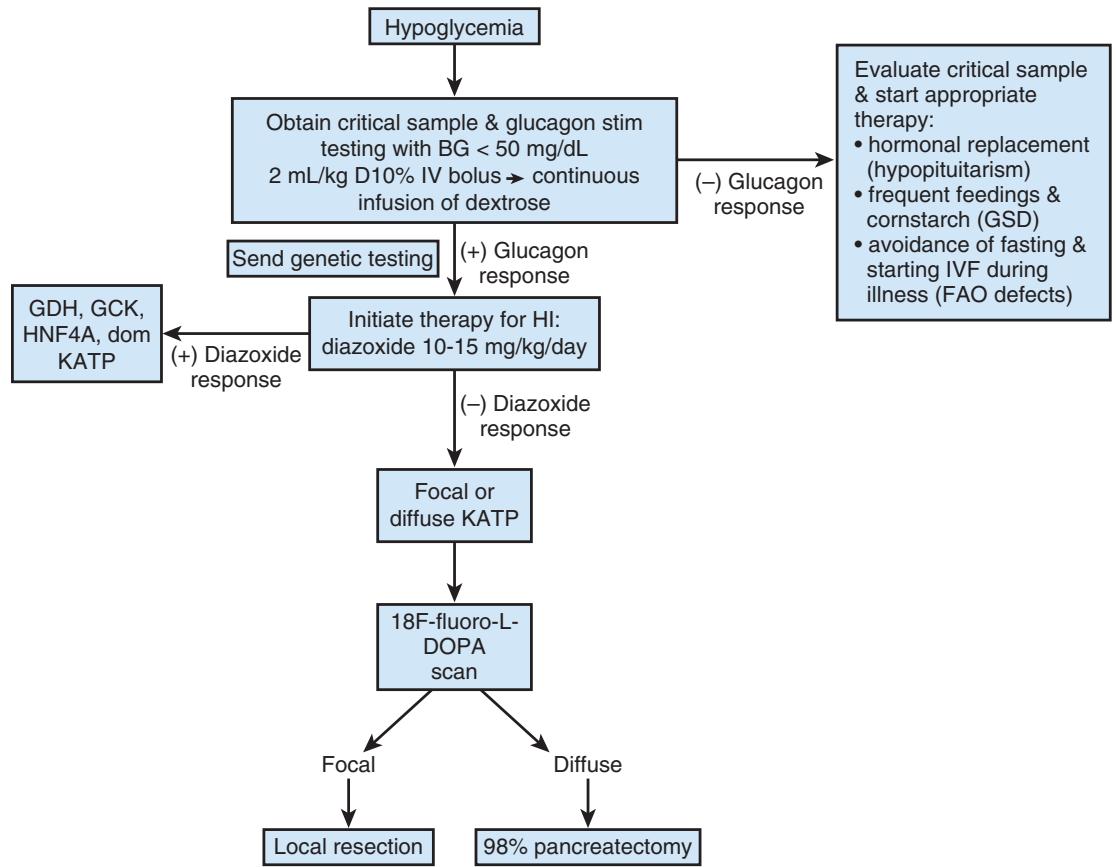 Hypoglycemia
Obtain critical sample & glucagon stim
testing with BG < 50 mg/dL
2 mL/kg D10% IV bolus → continuous
infusion of dextrose
(–) Glucagon
response
Evaluate critical sample
& start appropriate
therapy:
• hormonal replacement
(hypopituitarism)
• frequent feedings &
cornstarch (GSD)
• avoidance of fasting &
starting IVF during
illness (FAO defects)
Send genetic testing
(+) Glucagon
response
Initiate therapy for HI:
diazoxide 10-15 mg/kg/day
(+) Diazoxide
response
GDH, GCK,
HNF4A, dom
KATP
(–) Diazoxide
response
Focal or
diffuse KATP
18F-fluoro-L-
DOPA
scan
Focal
Diffuse
Local resection
98% pancreatectomy